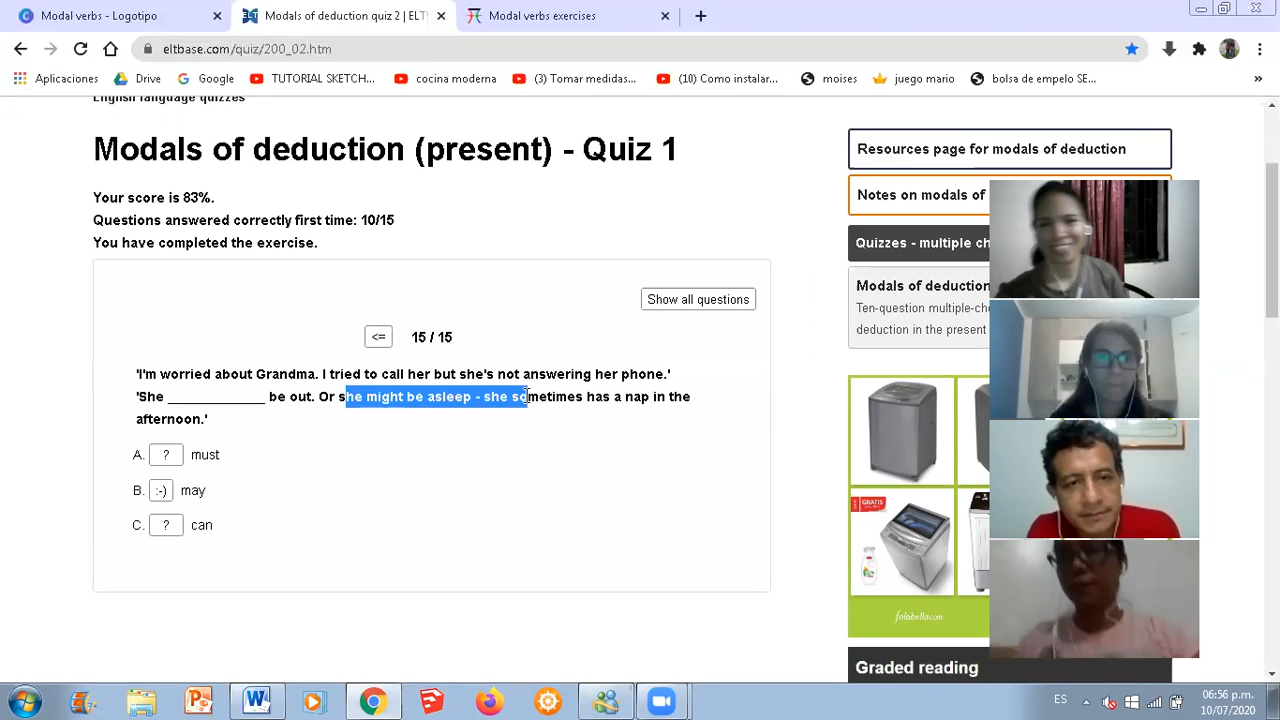 Modal verbs - Logotipo
Modals of deduction quiz 2 | ELT
Modal verbs exercises
eltbase.com/quiz/200_02.htm
Aplicaciones
Drive
Google
TUTORIAL SKETCH...
cocina moderna
(3) Tomar medidas...
(10) Como instalar...
moises
juego mario
bolsa de empelo SE...
»
English language quizzes
Modals of deduction (present) - Quiz 1
Your score is 83%.
Questions answered correctly first time: 10/15
You have completed the exercise.
Show all questions
<= 15 / 15
'I'm worried about Grandma. I tried to call her but she's not answering her phone.'
'She ______________ be out. Or she might be asleep - she sometimes has a nap in the
afternoon.'
A. ? must
B. :-) may
C. ? can
Resources page for modals of deduction
Notes on modals of
Quizzes - multiple ch
Modals of deduction
Ten-question multiple-cho
deduction in the present
GRATIS
falabella.com
Graded reading
ES
06:56 p.m.
10/07/2020